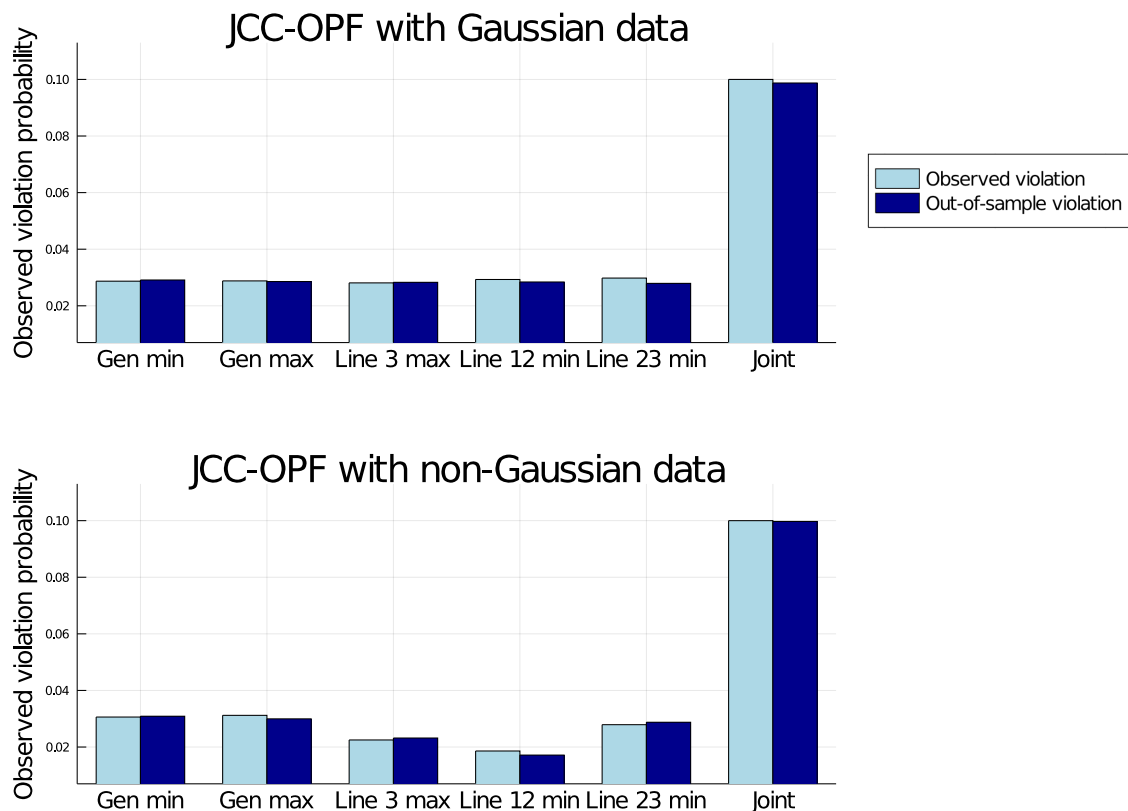 JCC-OPF with Gaussian data
Observed violation probability
0.10
0.08
0.06
0.04
0.02
Gen min Gen max Line 3 max Line 12 min Line 23 min Joint
Observed violation
Out-of-sample violation
JCC-OPF with non-Gaussian data
Observed violation probability
0.10
0.08
0.06
0.04
0.02
Gen min Gen max Line 3 max Line 12 min Line 23 min Joint